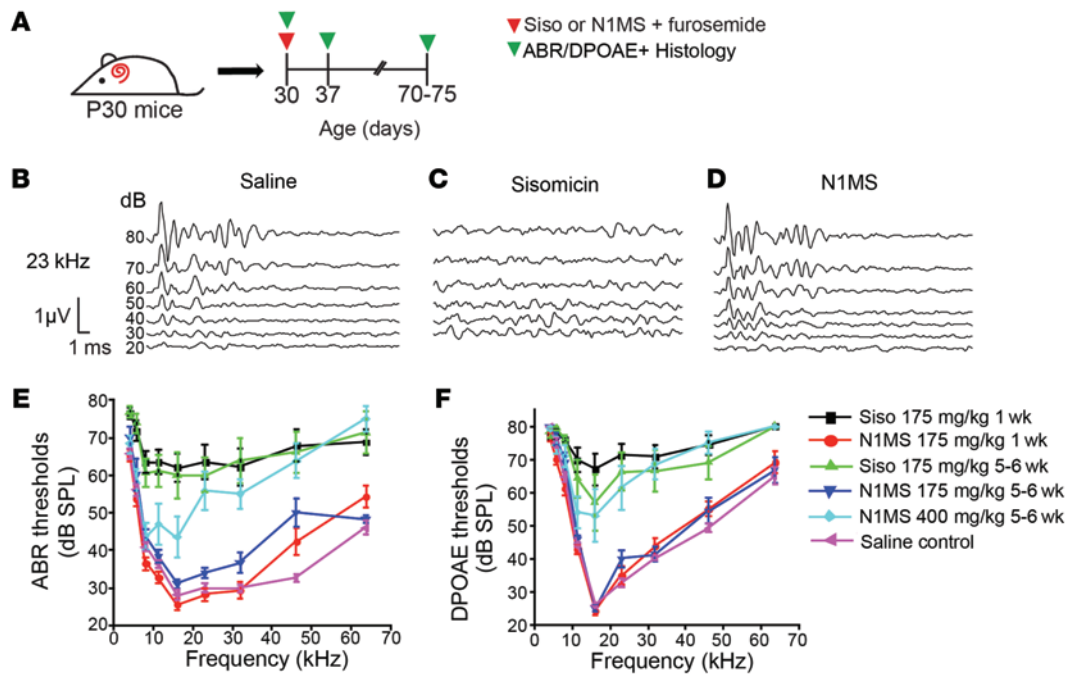 A
P30 mice
30 37 70-75
Age (days)
Siso or N1MS + furosemide
ABR/DPOAE+ Histology
B Saline
C Sisomicin
D N1MS
dB
80
70
60
50
40
30
20
23 kHz
1μV
1 ms
E
ABR thresholds
(dB SPL)
80
70
60
50
40
30
20
0 10 20 30 40 50 60 70
Frequency (kHz)
F
DPOAE thresholds
(dB SPL)
80
70
60
50
40
30
20
0 10 20 30 40 50 60 70
Frequency (kHz)
Siso 175 mg/kg 1 wk
N1MS 175 mg/kg 1 wk
Siso 175 mg/kg 5-6 wk
N1MS 175 mg/kg 5-6 wk
N1MS 400 mg/kg 5-6 wk
Saline control